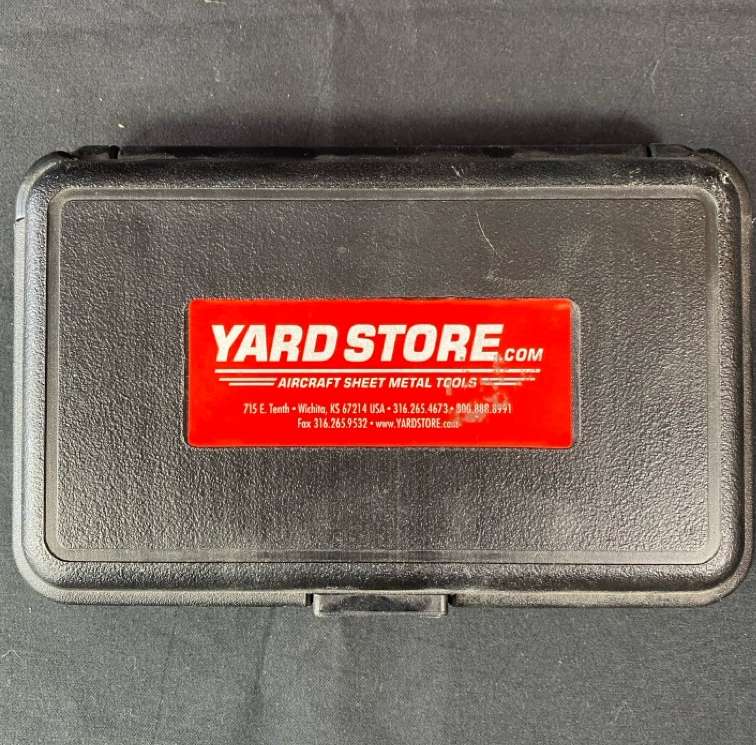 YARD STORE.COM
AIRCRAFT SHEET METAL TOOLS
715 E. Tenth • Wichita, KS 67214 USA • 316.265.4673 • 800.888.8991
Fax 316.265.9532 • www.YARDSTORE.com